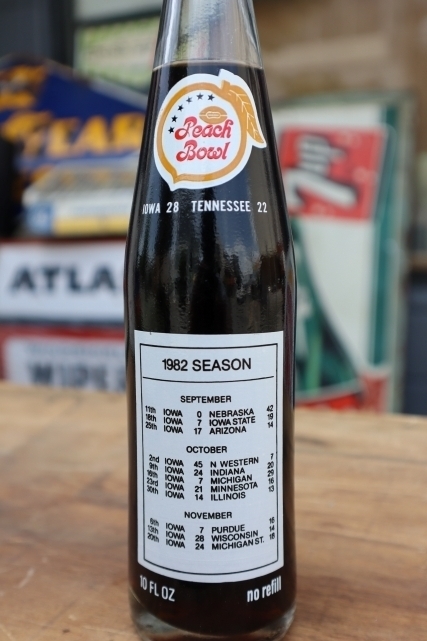 Peach
Bowl
IOWA 28 TENNESSEE 22
ATLA
7up
1982 SEASON
SEPTEMBER
11th IOWA 0 NEBRASKA 42
18th IOWA 7 IOWA STATE 19
25th IOWA 17 ARIZONA 14
OCTOBER
2nd IOWA 45 N WESTERN 7
9th IOWA 24 INDIANA 20
16th IOWA 7 MICHIGAN 29
23rd IOWA 21 MINNESOTA 16
30th IOWA 14 ILLINOIS 13
NOVEMBER
6th IOWA 7 PURDUE 16
13th IOWA 28 WISCONSIN 14
20th IOWA 24 MICHIGAN ST. 18
10 FL OZ no refill